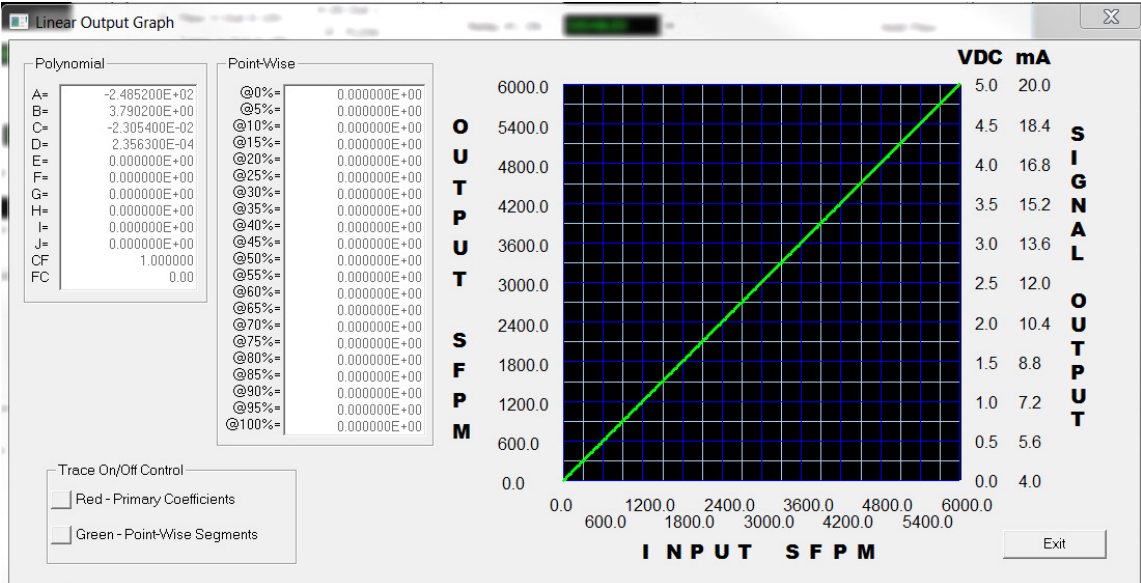 Linear Output Graph
Polynomial
A= -2.485200E+02
B= 3.790200E+00
C= -2.305400E-02
D= 2.356300E-04
E= 0.000000E+00
F= 0.000000E+00
G= 0.000000E+00
H= 0.000000E+00
I= 0.000000E+00
J= 0.000000E+00
CF 1.000000
FC 0.00
Point-Wise
@0%= 0.000000E+00
@5%= 0.000000E+00
@10%= 0.000000E+00
@15%= 0.000000E+00
@20%= 0.000000E+00
@25%= 0.000000E+00
@30%= 0.000000E+00
@35%= 0.000000E+00
@40%= 0.000000E+00
@45%= 0.000000E+00
@50%= 0.000000E+00
@55%= 0.000000E+00
@60%= 0.000000E+00
@65%= 0.000000E+00
@70%= 0.000000E+00
@75%= 0.000000E+00
@80%= 0.000000E+00
@85%= 0.000000E+00
@90%= 0.000000E+00
@95%= 0.000000E+00
@100%= 0.000000E+00
Trace On/Off Control
Red - Primary Coefficients
Green - Point-Wise Segments
OUTPUT SFPM
6000.0
5400.0
4800.0
4200.0
3600.0
3000.0
2400.0
1800.0
1200.0
600.0
0.0
VDC mA
5.0 20.0
4.5 18.4
4.0 16.8
3.5 15.2
3.0 13.6
2.5 12.0
2.0 10.4
1.5 8.8
1.0 7.2
0.5 5.6
0.0 4.0
SIGNAL OUTPUT
0.0 1200.0 2400.0 3600.0 4800.0 6000.0
600.0 1800.0 3000.0 4200.0 5400.0
INPUT SFPM
Exit